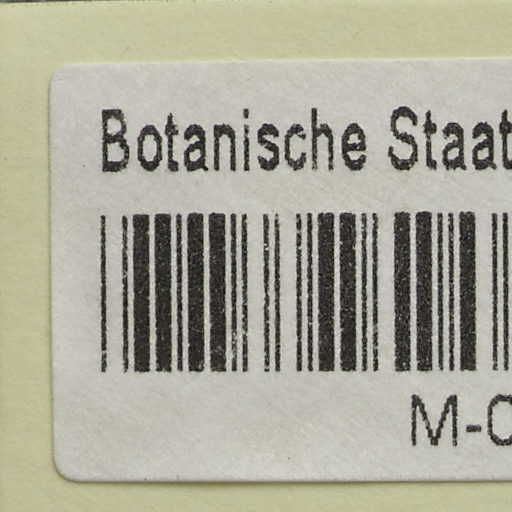 Botanische Staat
M-